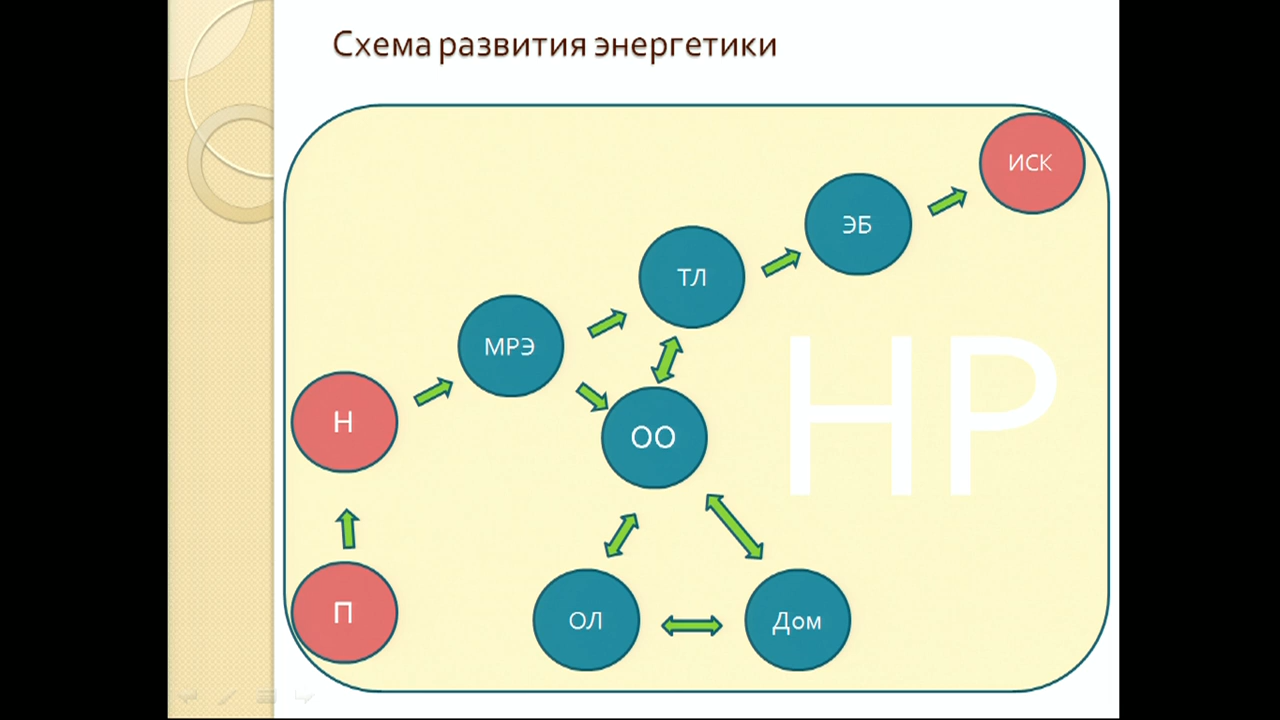 Схема развития энергетики
ИСК
ЭБ
ТЛ
МРЭ
НР
Н
ОО
П
ОЛ
Дом